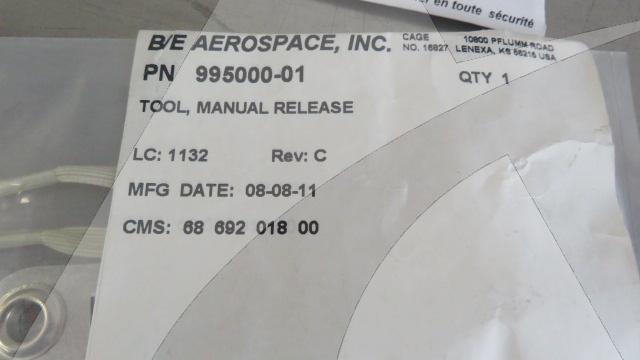 er en toute sécurité
B/E AEROSPACE, INC. CAGE NO. 16827 10800 PFLUMM ROAD LENEXA, KS 66215 USA
PN 995000-01 QTY 1
TOOL, MANUAL RELEASE
LC: 1132 Rev: C
MFG DATE: 08-08-11
CMS: 68 692 018 00